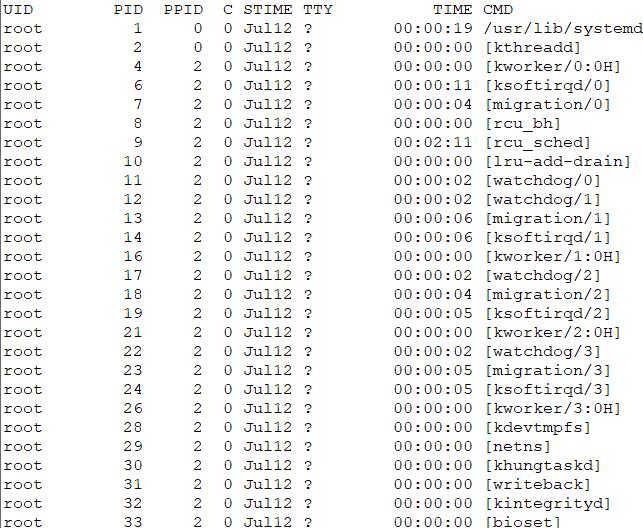 UID PID PPID C STIME TTY TIME CMD
root 1 0 0 Jul12 ? 00:00:19 /usr/lib/systemd
root 2 0 0 Jul12 ? 00:00:00 [kthreadd]
root 4 2 0 Jul12 ? 00:00:00 [kworker/0:0H]
root 6 2 0 Jul12 ? 00:00:11 [ksoftirqd/0]
root 7 2 0 Jul12 ? 00:00:04 [migration/0]
root 8 2 0 Jul12 ? 00:00:00 [rcu_bh]
root 9 2 0 Jul12 ? 00:02:11 [rcu_sched]
root 10 2 0 Jul12 ? 00:00:00 [lru-add-drain]
root 11 2 0 Jul12 ? 00:00:02 [watchdog/0]
root 12 2 0 Jul12 ? 00:00:02 [watchdog/1]
root 13 2 0 Jul12 ? 00:00:06 [migration/1]
root 14 2 0 Jul12 ? 00:00:06 [ksoftirqd/1]
root 16 2 0 Jul12 ? 00:00:00 [kworker/1:0H]
root 17 2 0 Jul12 ? 00:00:02 [watchdog/2]
root 18 2 0 Jul12 ? 00:00:04 [migration/2]
root 19 2 0 Jul12 ? 00:00:05 [ksoftirqd/2]
root 21 2 0 Jul12 ? 00:00:00 [kworker/2:0H]
root 22 2 0 Jul12 ? 00:00:02 [watchdog/3]
root 23 2 0 Jul12 ? 00:00:05 [migration/3]
root 24 2 0 Jul12 ? 00:00:05 [ksoftirqd/3]
root 26 2 0 Jul12 ? 00:00:00 [kworker/3:0H]
root 28 2 0 Jul12 ? 00:00:00 [kdevtmpfs]
root 29 2 0 Jul12 ? 00:00:00 [netns]
root 30 2 0 Jul12 ? 00:00:00 [khungtaskd]
root 31 2 0 Jul12 ? 00:00:00 [writeback]
root 32 2 0 Jul12 ? 00:00:00 [kintegrityd]
root 33 2 0 Jul12 ? 00:00:00 [bioset]